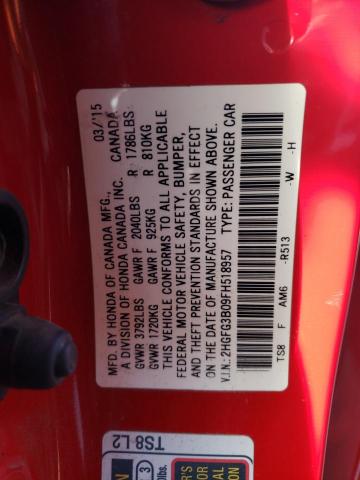 MFD. BY HONDA OF CANADA MFG., 03/'15
A DIVISION OF HONDA CANADA INC. CANADA
GVWR 3792LBS GAWR F 2040LBS R 1786LBS
GVWR 1720KG GAWR F 925KG R 810KG
THIS VEHICLE CONFORMS TO ALL APPLICABLE
FEDERAL MOTOR VEHICLE SAFETY, BUMPER,
AND THEFT PREVENTION STANDARDS IN EFFECT
ON THE DATE OF MANUFACTURE SHOWN ABOVE.
V.I.N.: 2HGFG3B09FH518957 TYPE: PASSENGER CAR
TS8 F AM6 -R513 -W -H
TS8-L2